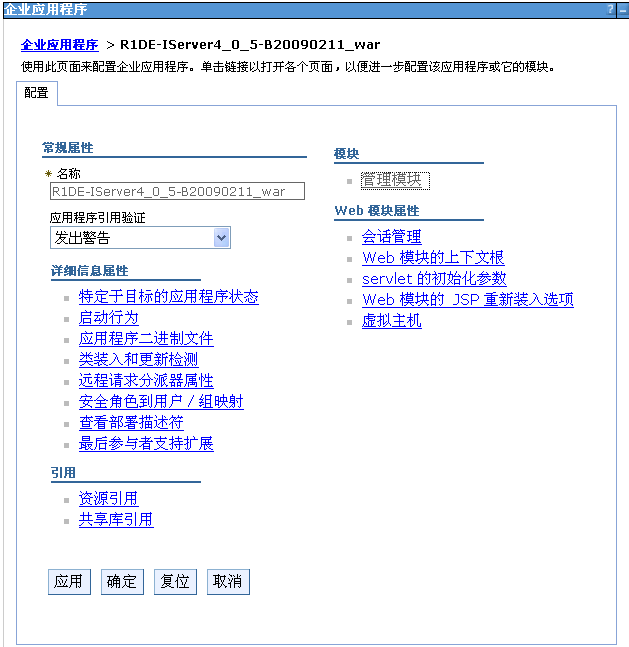 企业应用程序
?
企业应用程序 > R1DE-IServer4_0_5-B20090211_war
使用此页面来配置企业应用程序。单击链接以打开各个页面，以便进一步配置该应用程序或它的模块。
配置
常规属性
* 名称
R1DE-IServer4_0_5-B20090211_war
应用程序引用验证
发出警告
详细信息属性
特定于目标的应用程序状态
启动行为
应用程序二进制文件
类装入和更新检测
远程请求分派器属性
安全角色到用户 / 组映射
查看部署描述符
最后参与者支持扩展
引用
资源引用
共享库引用
模块
管理模块
Web 模块属性
会话管理
Web 模块的上下文根
servlet 的初始化参数
Web 模块的 JSP 重新装入选项
虚拟主机
应用
确定
复位
取消